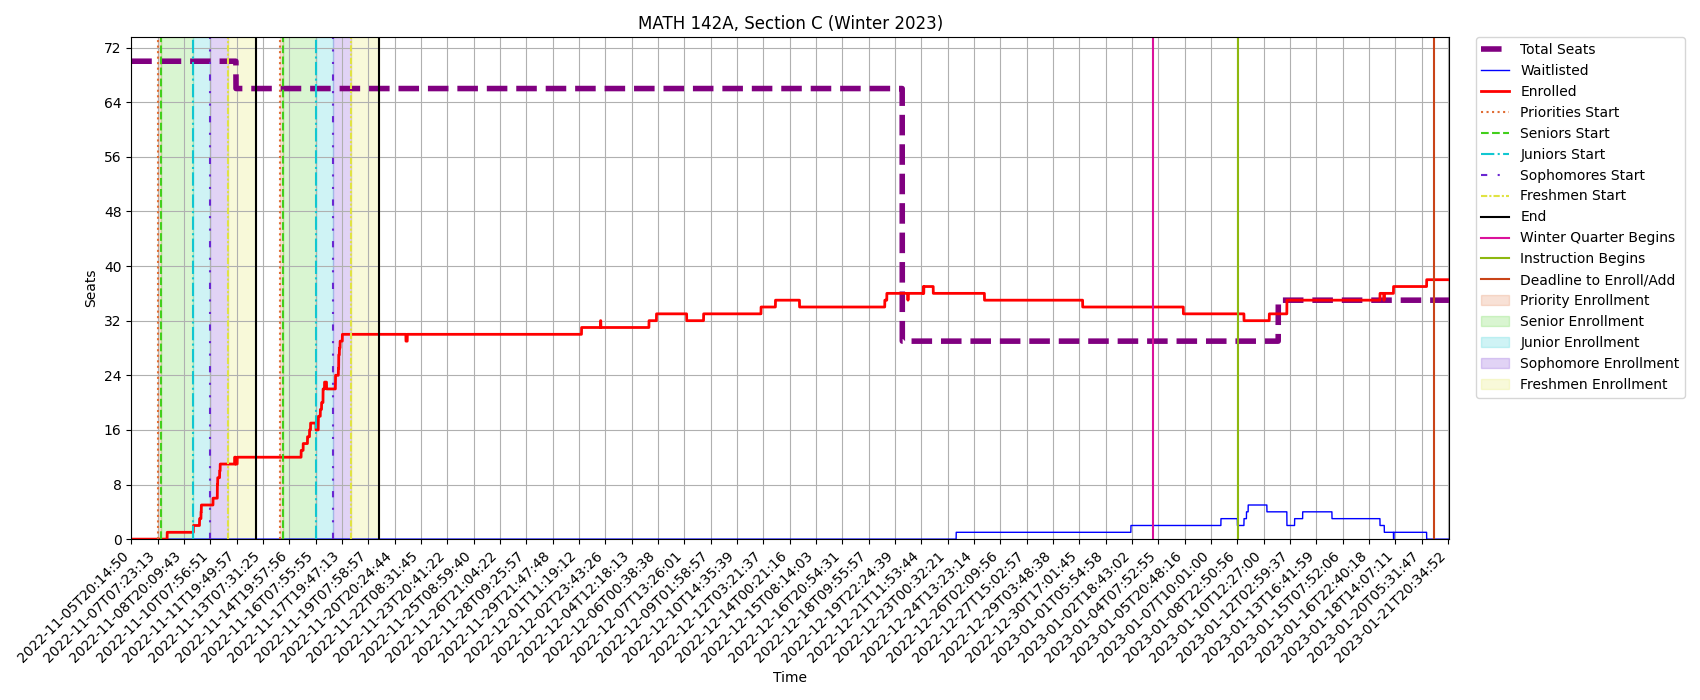 MATH 142A, Section C (Winter 2023)
72
64
56
48
40
32
24
16
8
0
Seats
2022-11-05T20:14:50
2022-11-07T07:23:13
2022-11-08T20:09:43
2022-11-10T07:56:51
2022-11-11T19:49:57
2022-11-13T07:31:25
2022-11-14T19:57:56
2022-11-16T07:55:55
2022-11-17T19:47:13
2022-11-19T07:58:57
2022-11-20T20:24:44
2022-11-22T08:31:45
2022-11-23T20:41:22
2022-11-25T08:59:40
2022-11-26T21:04:22
2022-11-28T09:25:57
2022-11-29T21:47:48
2022-12-01T11:19:12
2022-12-02T23:43:26
2022-12-04T12:18:13
2022-12-06T00:38:38
2022-12-07T13:26:01
2022-12-09T01:58:57
2022-12-10T14:35:39
2022-12-12T03:21:37
2022-12-14T00:21:16
2022-12-15T08:14:03
2022-12-16T20:54:31
2022-12-18T09:55:57
2022-12-19T22:24:39
2022-12-21T11:53:44
2022-12-23T00:32:21
2022-12-24T13:23:14
2022-12-26T02:09:56
2022-12-27T15:02:57
2022-12-29T03:48:38
2022-12-30T17:01:45
2023-01-01T05:54:58
2023-01-02T18:43:02
2023-01-04T07:52:55
2023-01-05T20:48:16
2023-01-07T10:01:00
2023-01-08T22:50:56
2023-01-10T12:27:00
2023-01-12T02:59:37
2023-01-13T16:41:59
2023-01-15T07:52:06
2023-01-16T22:40:18
2023-01-18T14:07:11
2023-01-20T05:31:47
2023-01-21T20:34:52
Time
Total Seats
Waitlisted
Enrolled
Priorities Start
Seniors Start
Juniors Start
Sophomores Start
Freshmen Start
End
Winter Quarter Begins
Instruction Begins
Deadline to Enroll/Add
Priority Enrollment
Senior Enrollment
Junior Enrollment
Sophomore Enrollment
Freshmen Enrollment